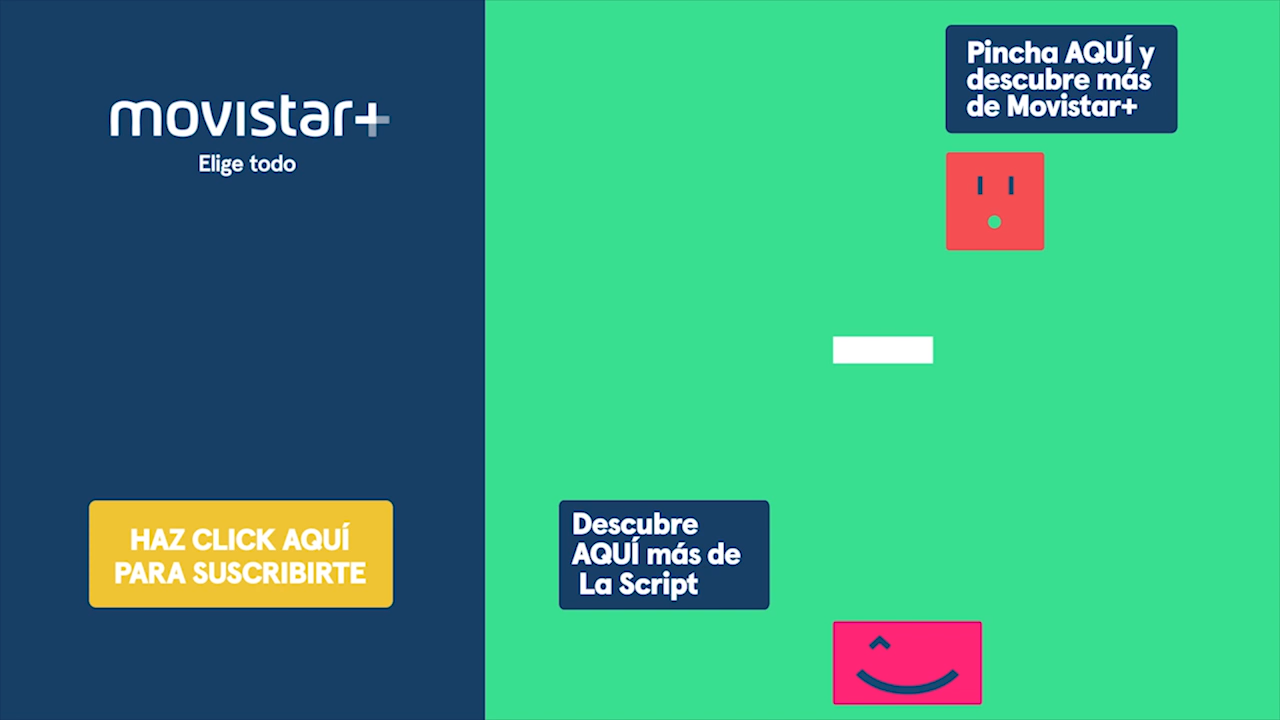 movistar+
Elige todo
HAZ CLICK AQUÍ
PARA SUSCRIBIRTE
Pincha AQUÍ y
descubre más
de Movistar+
Descubre
AQUÍ más de
La Script